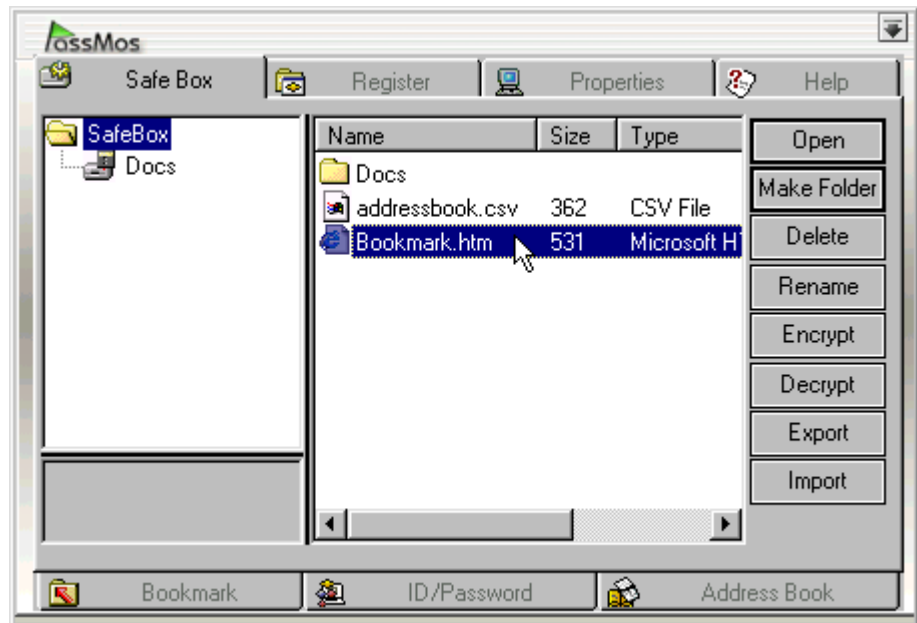 PassMos
Safe Box Register Properties Help
SafeBox
Docs
Name Size Type
Docs
addressbook.csv 362 CSV File
Bookmark.htm 531 Microsoft H
Open
Make Folder
Delete
Rename
Encrypt
Decrypt
Export
Import
Bookmark ID/Password Address Book